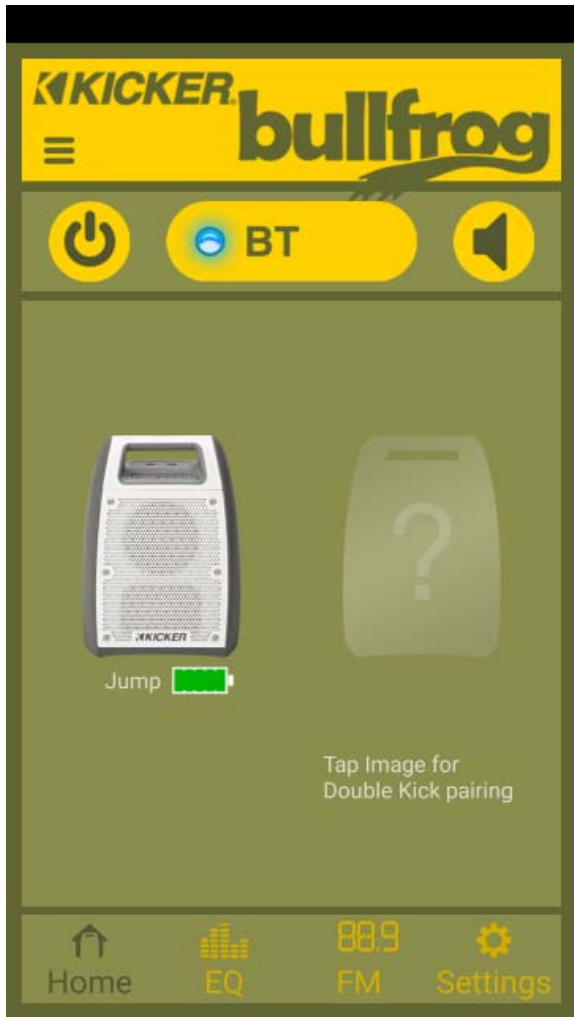 KICKER
bullfrog
BT
KICKER
?
Jump
Tap Image for
Double Kick pairing
88.9
Home EQ FM Settings